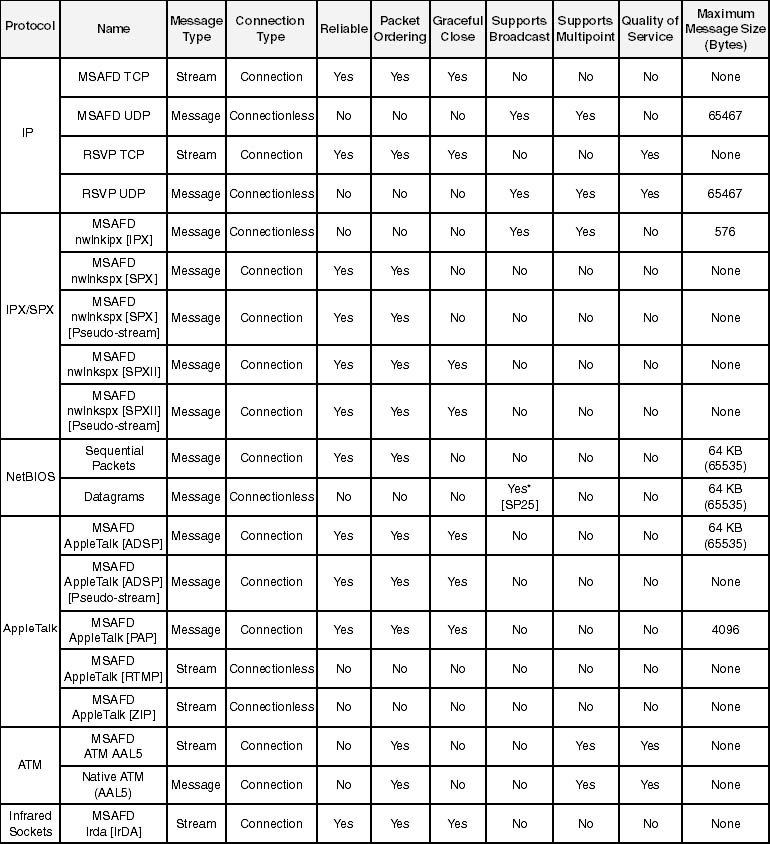 Protocol Name Message Type Connection Type Reliable Packet Ordering Graceful Close Supports Broadcast Supports Multipoint Quality of Service Maximum Message Size (Bytes)
IP
MSAFD TCP Stream Connection Yes Yes Yes No No No None
MSAFD UDP Message Connectionless No No No Yes Yes No 65467
RSVP TCP Stream Connection Yes Yes Yes No No Yes None
RSVP UDP Message Connectionless No No No Yes Yes Yes 65467
IPX/SPX
MSAFD nwlnkipx [IPX] Message Connectionless No No No Yes Yes No 576
MSAFD nwlnkspx [SPX] Message Connection Yes Yes No No No No None
MSAFD nwlnkspx [SPX] [Pseudo-stream] Message Connection Yes Yes No No No No None
MSAFD nwlnkspx [SPXII] Message Connection Yes Yes Yes No No No None
MSAFD nwlnkspx [SPXII] [Pseudo-stream] Message Connection Yes Yes Yes No No No None
NetBIOS
Sequential Packets Message Connection Yes Yes No No No No 64 KB (65535)
Datagrams Message Connectionless No No No Yes* [SP25] No No 64 KB (65535)
AppleTalk
MSAFD AppleTalk [ADSP] Message Connection Yes Yes Yes No No No 64 KB (65535)
MSAFD AppleTalk [ADSP] [Pseudo-stream] Message Connection Yes Yes Yes No No No None
MSAFD AppleTalk [PAP] Message Connection Yes Yes Yes No No No 4096
MSAFD AppleTalk [RTMP] Stream Connectionless No No No No No No None
MSAFD AppleTalk [ZIP] Stream Connectionless No No No No No No None
ATM
MSAFD ATM AAL5 Stream Connection No Yes No No Yes Yes None
Native ATM (AAL5) Message Connection No Yes No No Yes Yes None
Infrared Sockets
MSAFD Irda [IrDA] Stream Connection Yes Yes Yes No No No None